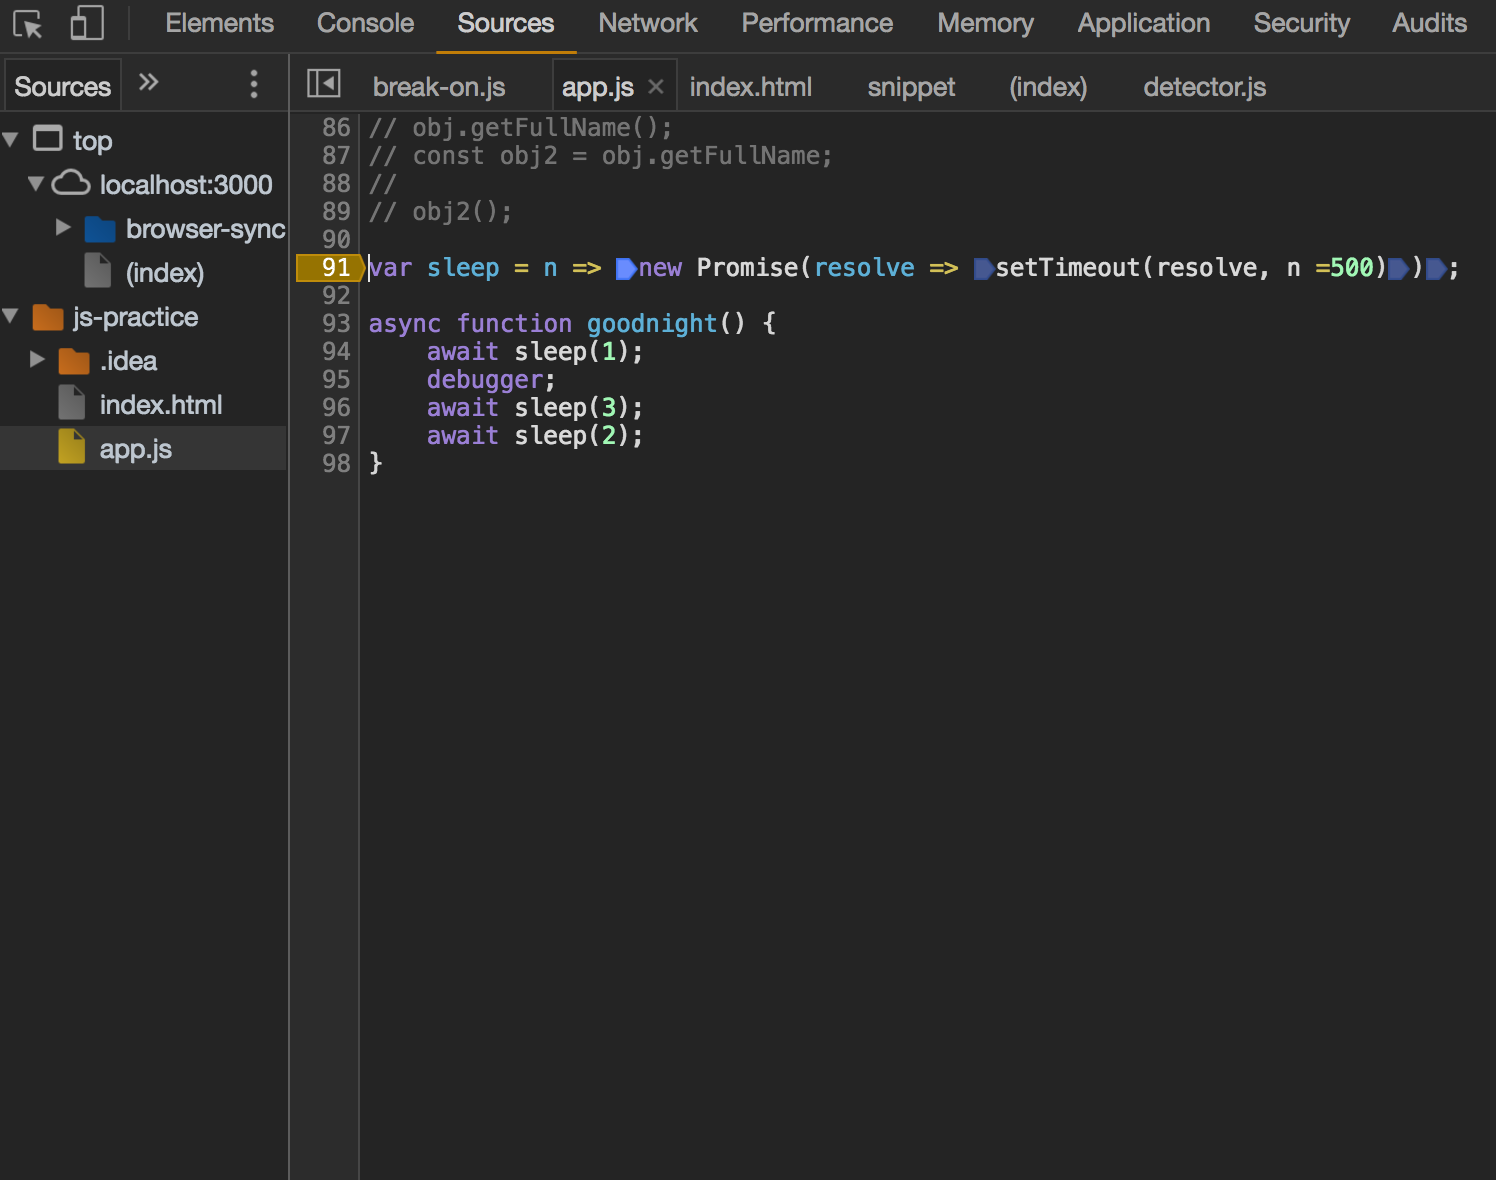 Elements Console Sources Network Performance Memory Application Security Audits
Sources » break-on.js app.js × index.html snippet (index) detector.js
top
localhost:3000
browser-sync
(index)
js-practice
.idea
index.html
app.js
86 // obj.getFullName();
87 // const obj2 = obj.getFullName;
88 //
89 // obj2();
90
91 var sleep = n => new Promise(resolve => setTimeout(resolve, n =500));
92
93 async function goodnight() {
94     await sleep(1);
95     debugger;
96     await sleep(3);
97     await sleep(2);
98 }